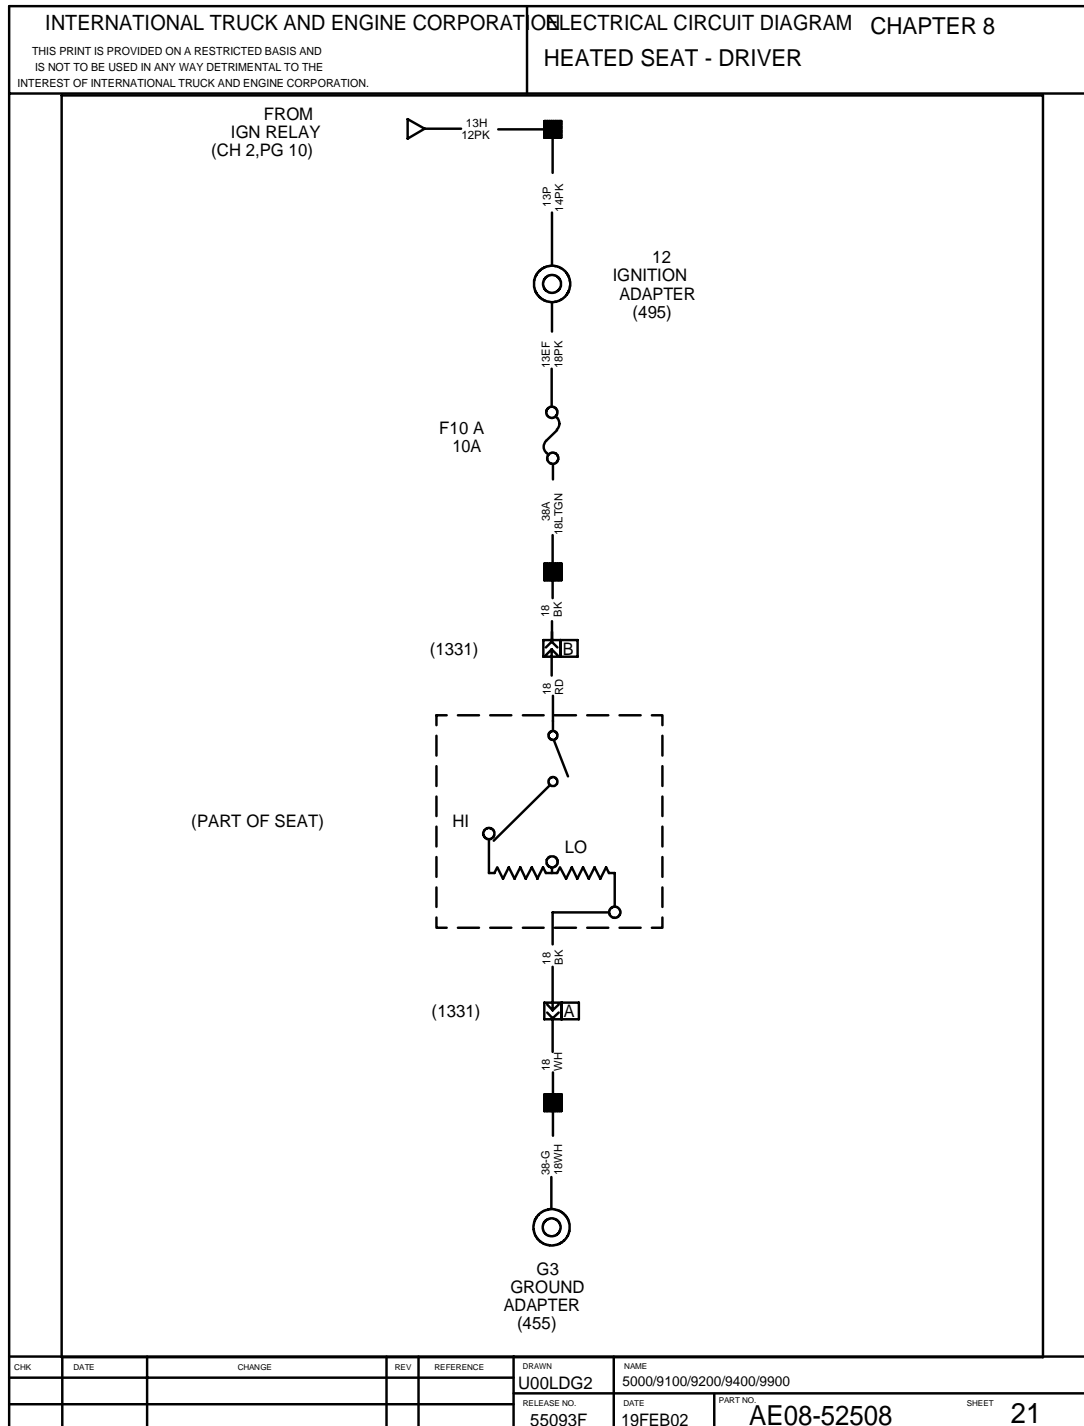 INTERNATIONAL TRUCK AND ENGINE CORPORATION
THIS PRINT IS PROVIDED ON A RESTRICTED BASIS AND
IS NOT TO BE USED IN ANY WAY DETRIMENTAL TO THE
INTEREST OF INTERNATIONAL TRUCK AND ENGINE CORPORATION.
ELECTRICAL CIRCUIT DIAGRAM
CHAPTER 8
HEATED SEAT - DRIVER
FROM
IGN RELAY
(CH 2,PG 10)
13H
12PK
13P
14PK
12
IGNITION
ADAPTER
(495)
13EF
18PK
F10 A
10A
38A
18LTGN
18
BK
(1331)
B
18
RD
(PART OF SEAT)
HI
LO
18
BK
(1331)
A
18
WH
38-G
18WH
G3
GROUND
ADAPTER
(455)
CHK
DATE
CHANGE
REV
REFERENCE
DRAWN
U00LDG2
NAME
5000/9100/9200/9400/9900
RELEASE NO.
55093F
DATE
19FEB02
PART NO.
AE08-52508
SHEET
21